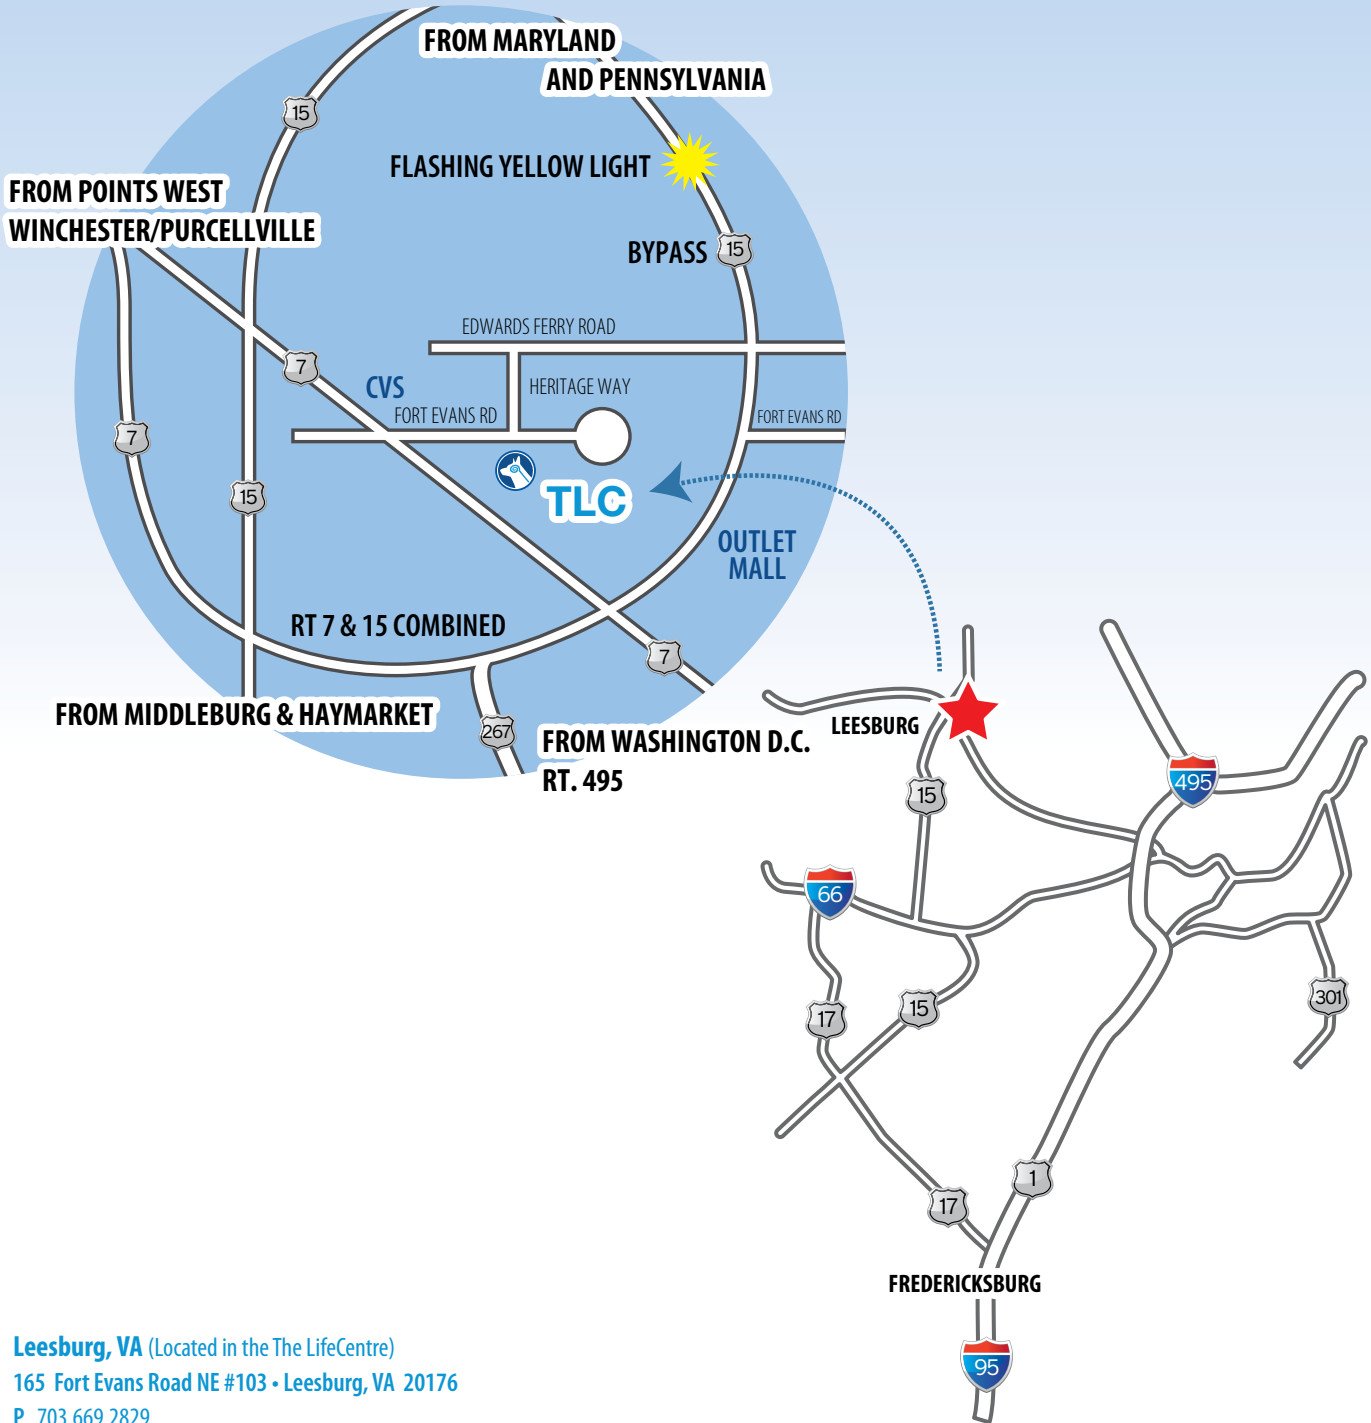 FROM MARYLAND
AND PENNSYLVANIA
15
FLASHING YELLOW LIGHT
FROM POINTS WEST
WINCHESTER/PURCELLVILLE
BYPASS
15
EDWARDS FERRY ROAD
7
CVS
HERITAGE WAY
FORT EVANS RD
FORT EVANS RD
7
TLC
15
OUTLET
MALL
RT 7 & 15 COMBINED
7
FROM MIDDLEBURG & HAYMARKET
267
FROM WASHINGTON D.C.
RT. 495
LEESBURG
495
15
66
301
15
17
1
17
FREDERICKSBURG
95
Leesburg, VA (Located in the The LifeCentre)
165 Fort Evans Road NE #103 • Leesburg, VA 20176
P 703 669 2829